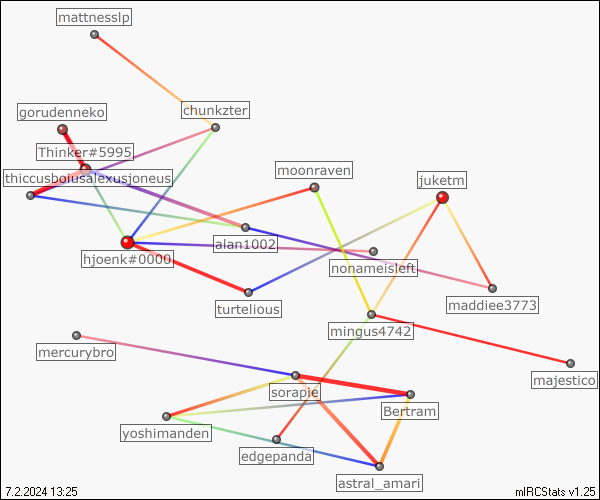 mattnesslp
chunkzter
gorudenneko
Thinker#5995
thiccusbolusalexusjoneus
moonraven
juketm
alan1002
hjoenk#0000
nonameisleft
maddiee3773
turtelious
mingus4742
mercurybro
majestico
sorapie
Bertram
yoshimanden
edgepanda
astral_amari
7.2.2024 13:25
mIRCStats v1.25